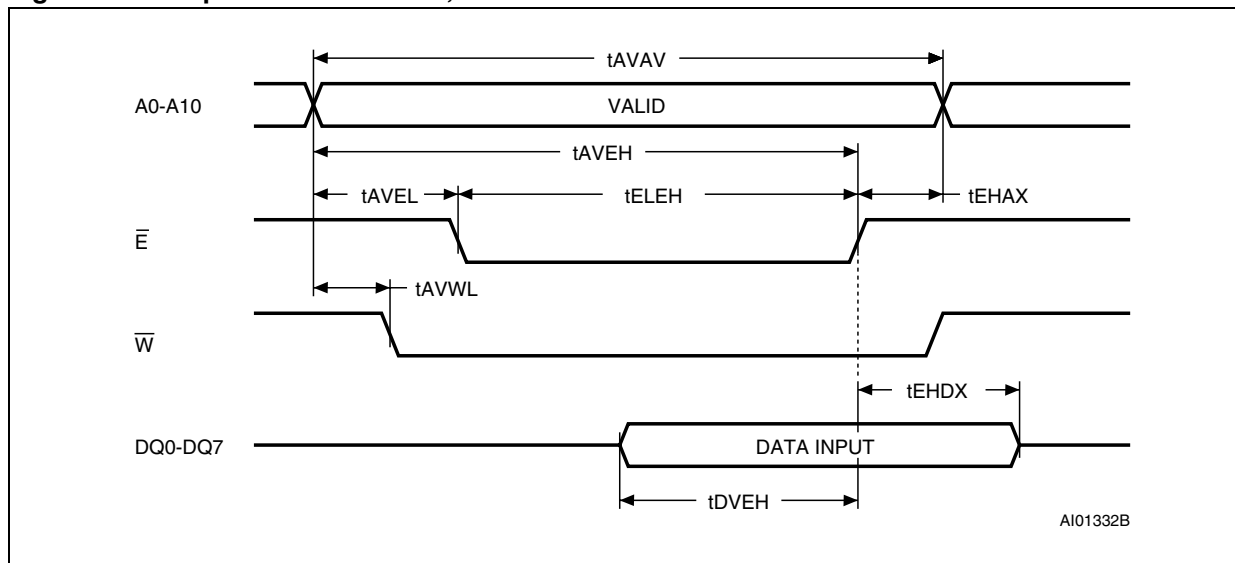 tAVAV
A0-A10
VALID
tAVEH
tAVEL
tELEH
tEHAX
E
tAVWL
W
tEHDX
DQ0-DQ7
DATA INPUT
tDVEH
AI01332B